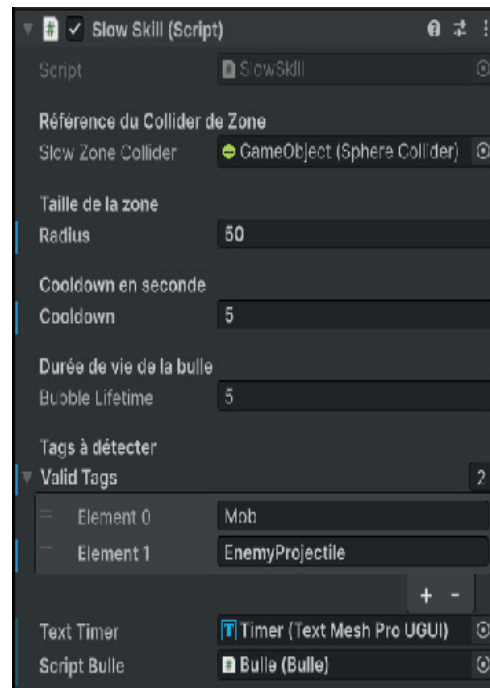 Slow Skill (Script)
Script SlowSkill
Référence du Collider de Zone
Slow Zone Collider GameObject (Sphere Collider)
Taille de la zone
Radius 50
Cooldown en seconde
Cooldown 5
Durée de vie de la bulle
Bubble Lifetime 5
Tags à détecter
Valid Tags 2
Element 0 Mob
Element 1 EnemyProjectile
+ -
Text Timer Timer (Text Mesh Pro UGUI)
Script Bulle Bulle (Bulle)